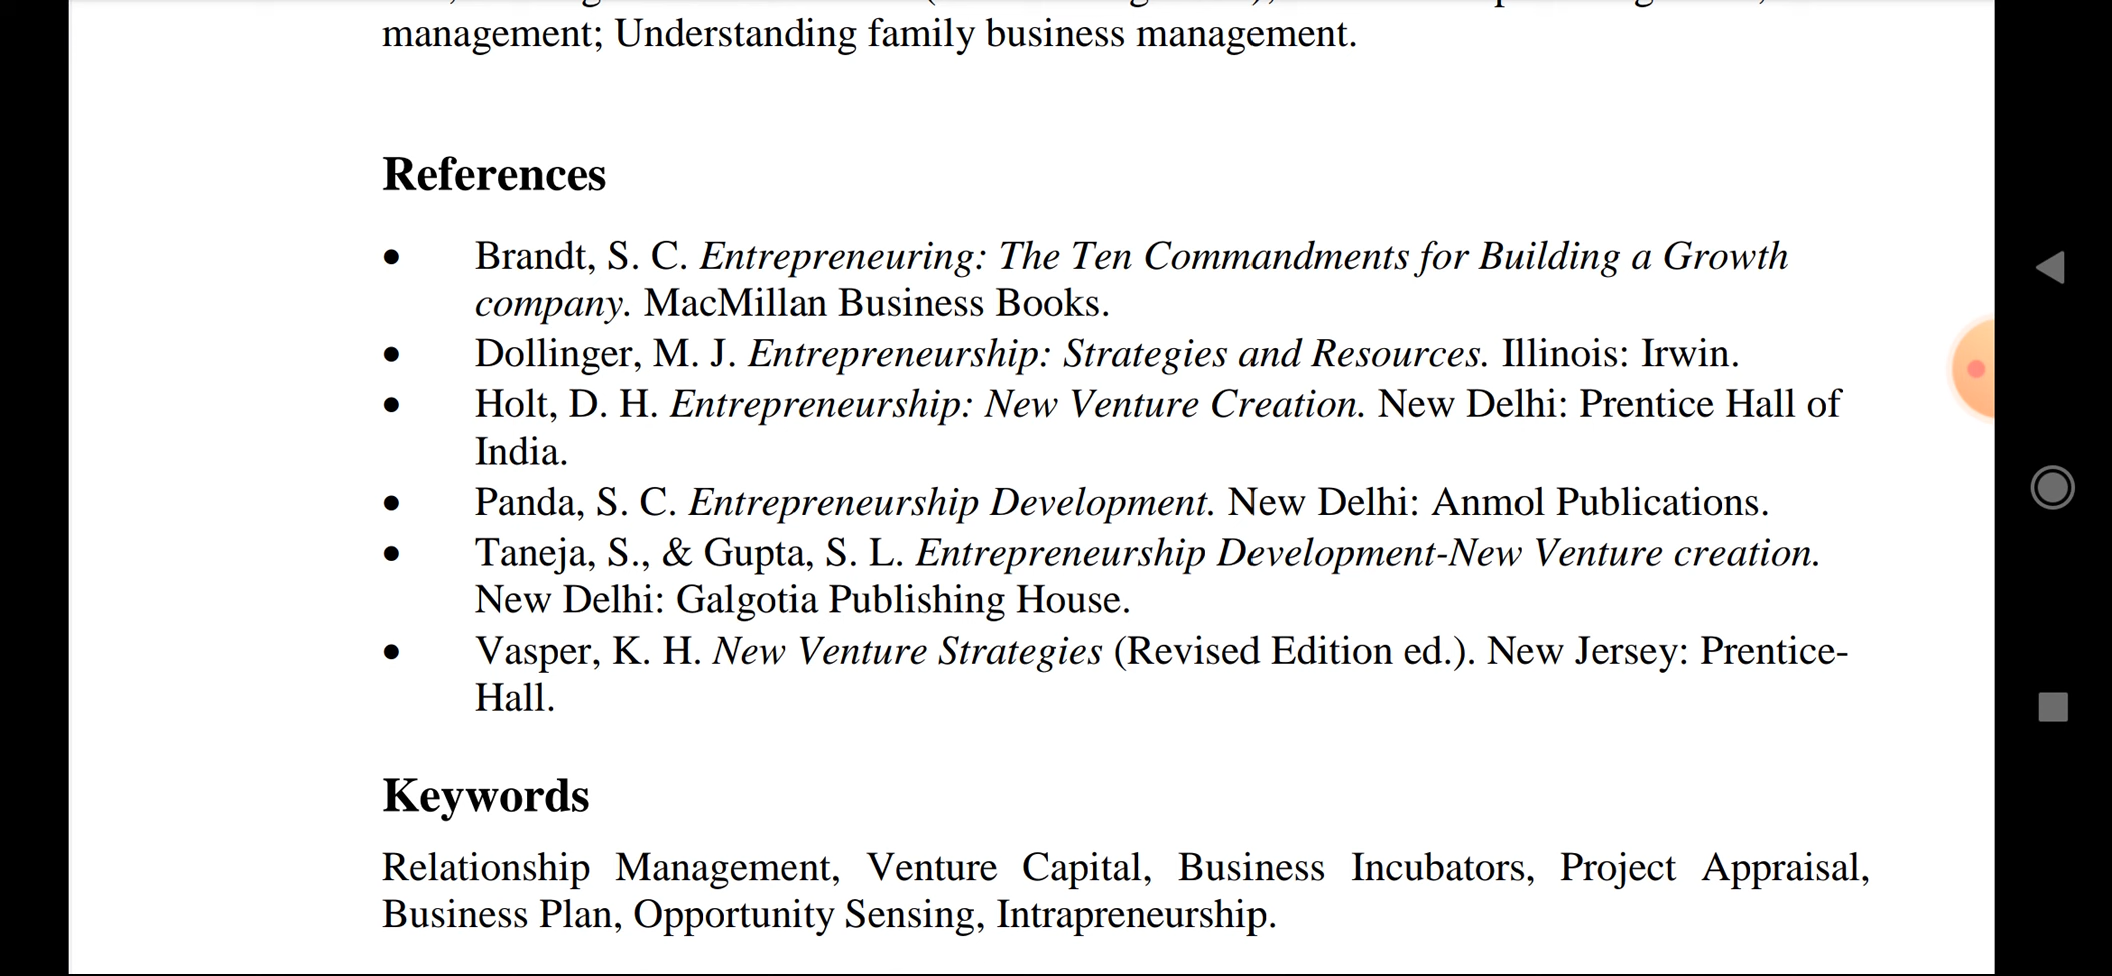 management; Understanding family business management.
References
• Brandt, S. C. Entrepreneuring: The Ten Commandments for Building a Growth
company. MacMillan Business Books.
• Dollinger, M. J. Entrepreneurship: Strategies and Resources. Illinois: Irwin.
• Holt, D. H. Entrepreneurship: New Venture Creation. New Delhi: Prentice Hall of
India.
• Panda, S. C. Entrepreneurship Development. New Delhi: Anmol Publications.
• Taneja, S., & Gupta, S. L. Entrepreneurship Development-New Venture creation.
New Delhi: Galgotia Publishing House.
• Vasper, K. H. New Venture Strategies (Revised Edition ed.). New Jersey: Prentice-
Hall.
Keywords
Relationship Management, Venture Capital, Business Incubators, Project Appraisal,
Business Plan, Opportunity Sensing, Intrapreneurship.